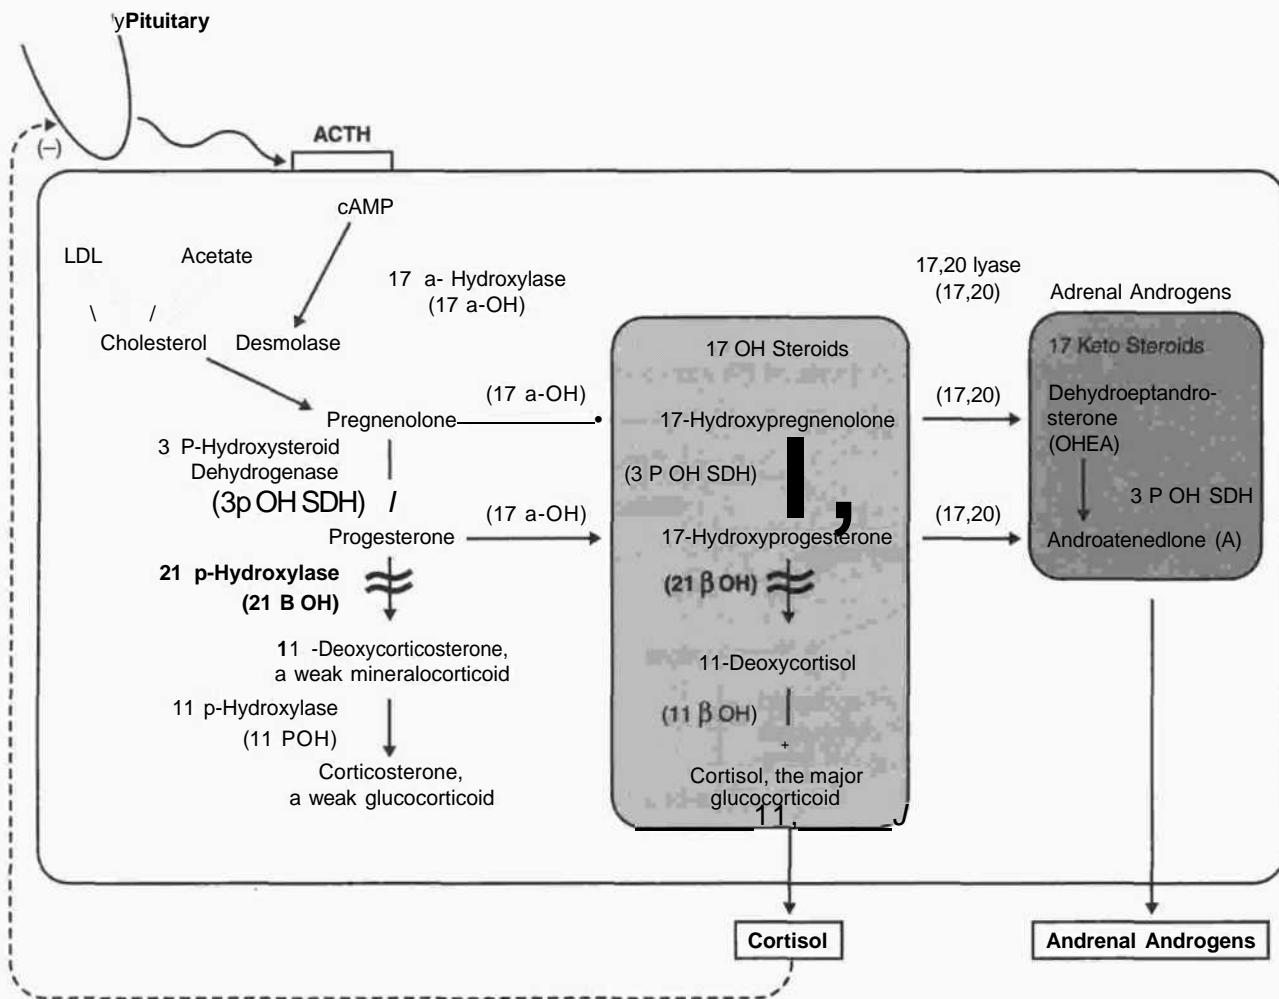 yPituitary
(–)
ACTH
cAMP
LDL
Acetate
17 a- Hydroxylase
(17 a-OH)
17,20 lyase
(17,20)
Adrenal Androgens
\ /
Cholesterol
Desmolase
17 OH Steroids
17 Keto Steroids
Pregnenolone
(17 a-OH)
17-Hydroxypregnenolone
(17,20)
Dehydroeptandro-
sterone
(OHEA)
3 P-Hydroxysteroid
Dehydrogenase
(3p OH SDH) /
(3 P OH SDH)
3 P OH SDH
Progesterone
(17 a-OH)
17-Hydroxyprogesterone
(17,20)
Androatenedlone (A)
21 p-Hydroxylase
(21 B OH)
(21 β OH)
11 -Deoxycorticosterone,
a weak mineralocorticoid
11-Deoxycortisol
11 p-Hydroxylase
(11 POH)
(11 β OH)
+
Corticosterone,
a weak glucocorticoid
Cortisol, the major
glucocorticoid
11, J
Cortisol
Andrenal Androgens